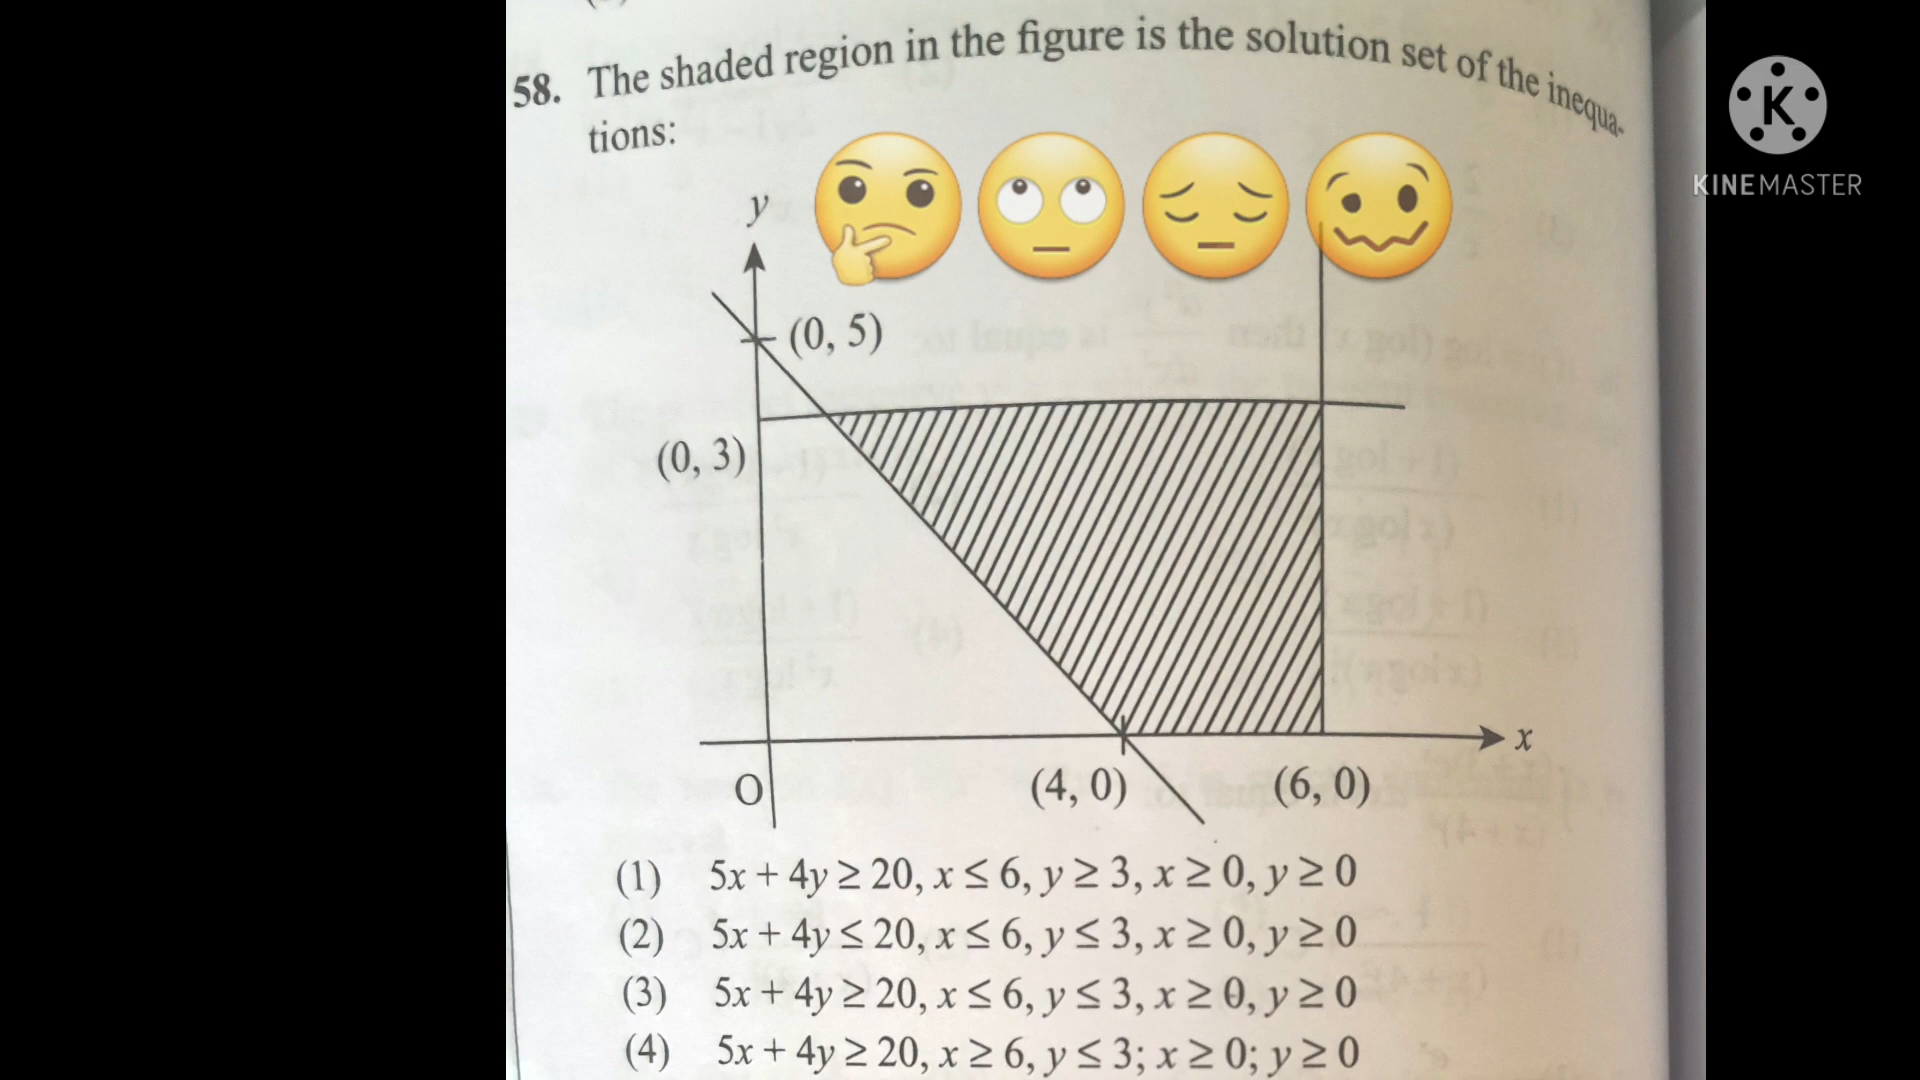 58. The shaded region in the figure is the solution set of the inequa-
tions:
KINEMASTER
y
(0, 5)
(0, 3)
x
O
(4, 0)
(6, 0)
(1) 5x + 4y ≥ 20, x ≤ 6, y ≥ 3, x ≥ 0, y ≥ 0
(2) 5x + 4y ≤ 20, x ≤ 6, y ≤ 3, x ≥ 0, y ≥ 0
(3) 5x + 4y ≥ 20, x ≤ 6, y ≤ 3, x ≥ 0, y ≥ 0
(4) 5x + 4y ≥ 20, x ≥ 6, y ≤ 3; x ≥ 0; y ≥ 0